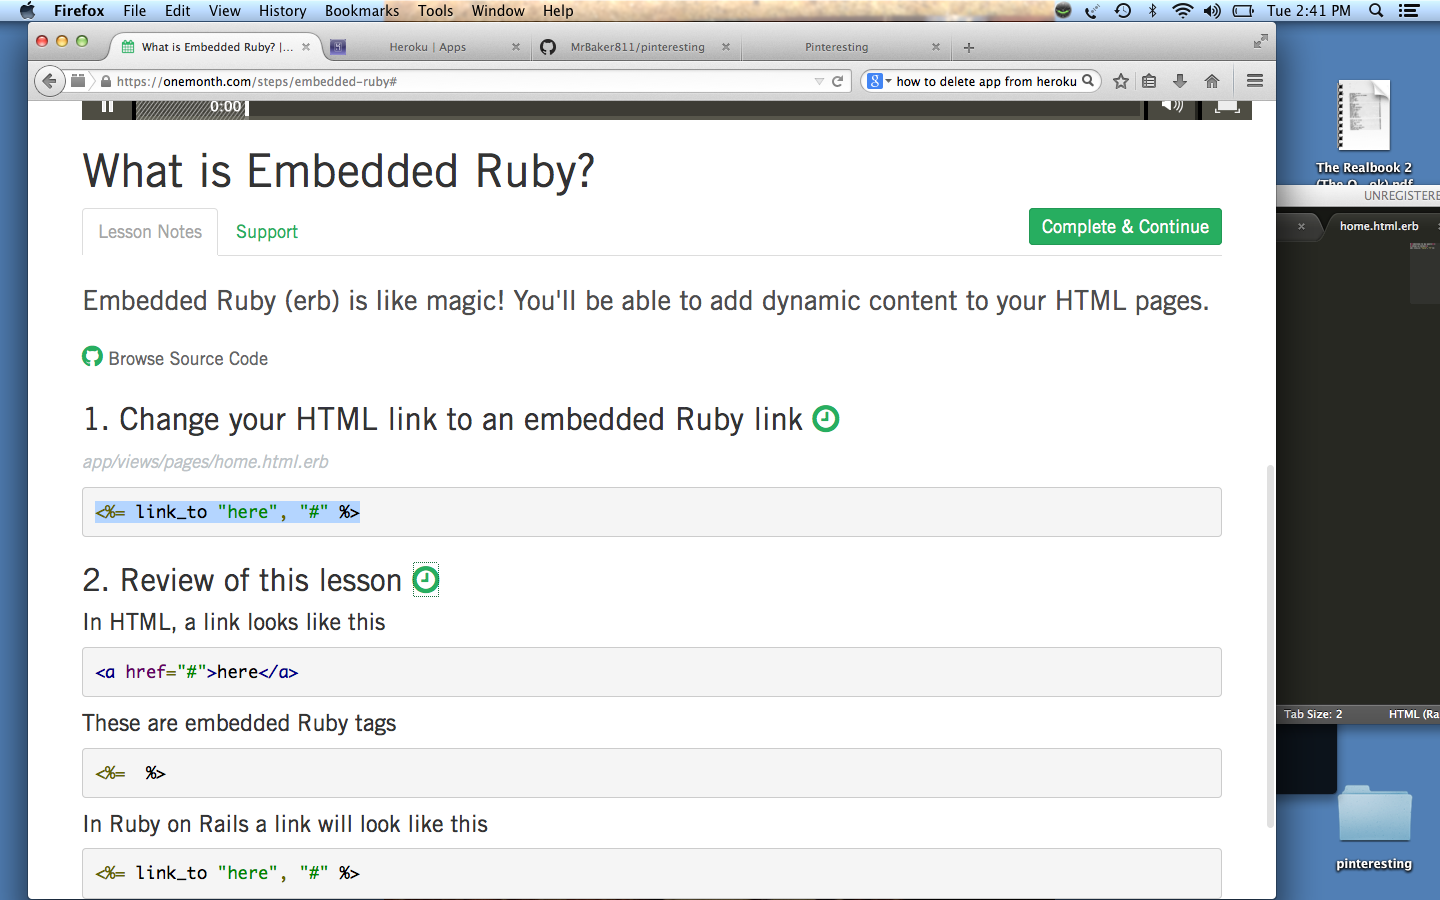 Firefox File Edit View History Bookmarks Tools Window Help Tue 2:41 PM
What is Embedded Ruby? |... Heroku | Apps MrBaker811/pinteresting Pinteresting
https://onemonth.com/steps/embedded-ruby# 8 how to delete app from heroku
0:00
The Realbook 2
What is Embedded Ruby?
UNREGISTERE
home.html.erb
Lesson Notes Support Complete & Continue
Embedded Ruby (erb) is like magic! You'll be able to add dynamic content to your HTML pages.
Browse Source Code
1. Change your HTML link to an embedded Ruby link
app/views/pages/home.html.erb
<%= link_to "here", "#" %>
2. Review of this lesson
In HTML, a link looks like this
<a href="#">here</a>
These are embedded Ruby tags
Tab Size: 2 HTML (Ra
<%=  %>
In Ruby on Rails a link will look like this
<%= link_to "here", "#" %>
pinteresting